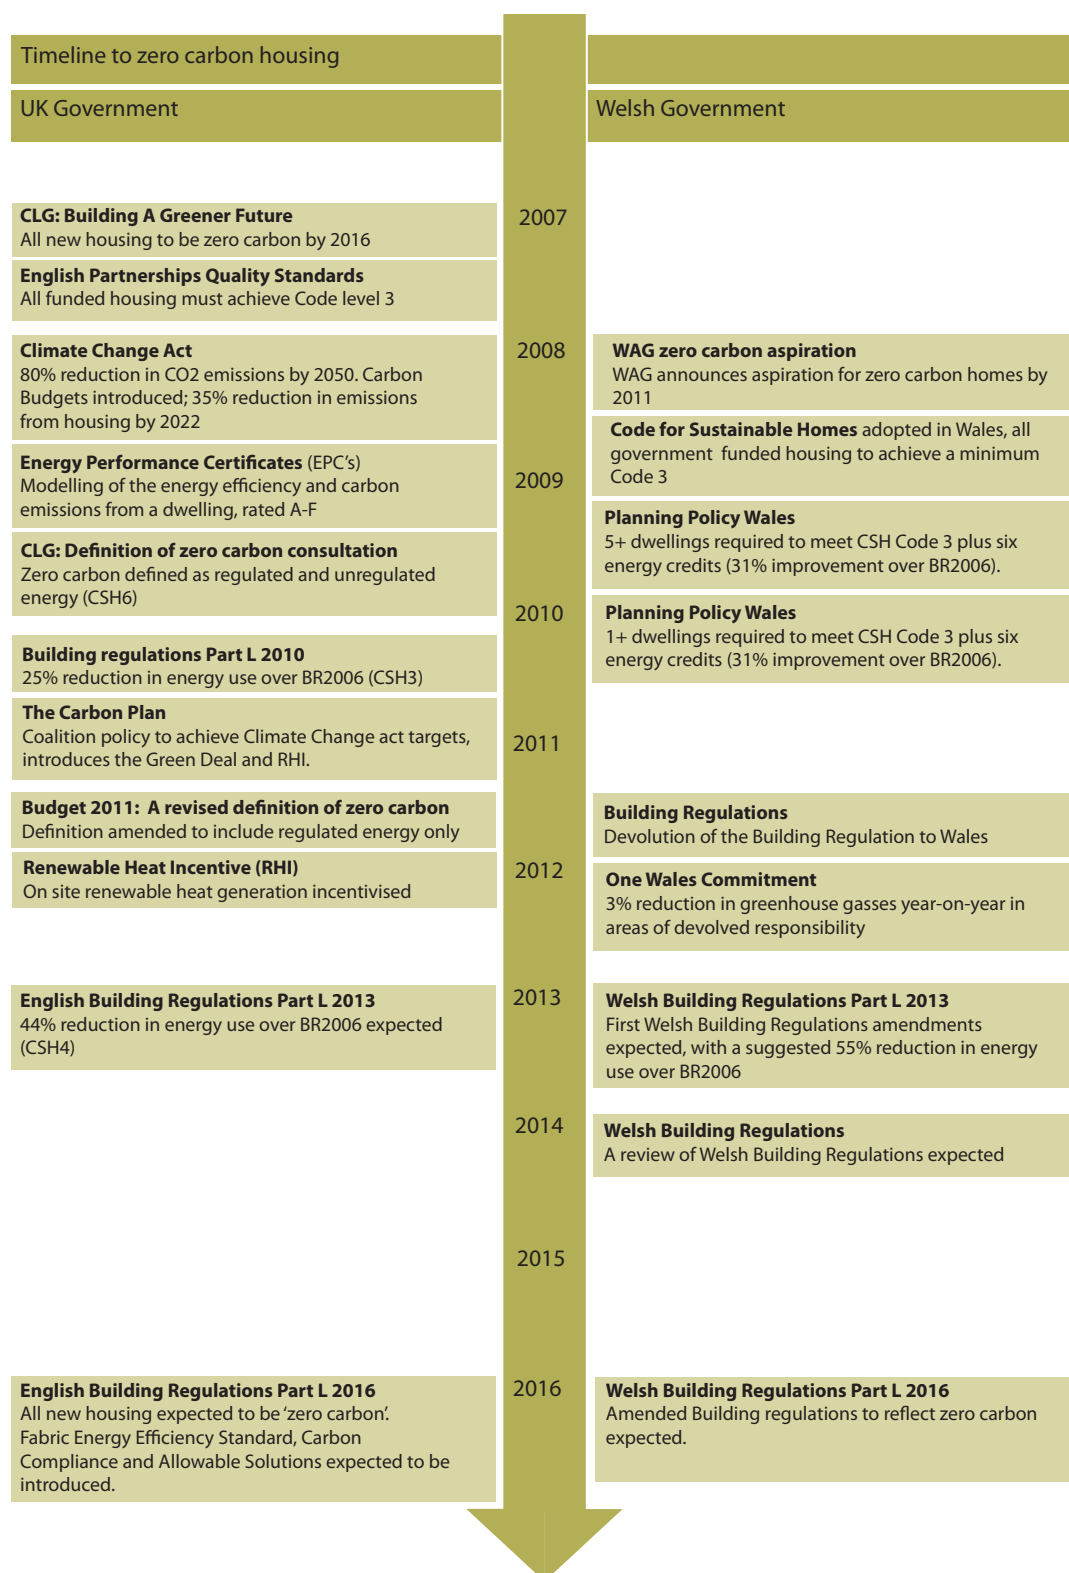 Timeline to zero carbon housing
UK Government
Welsh Government
2007
CLG: Building A Greener Future
All new housing to be zero carbon by 2016
English Partnerships Quality Standards
All funded housing must achieve Code level 3
2008
Climate Change Act
80% reduction in CO2 emissions by 2050. Carbon
Budgets introduced; 35% reduction in emissions
from housing by 2022
WAG zero carbon aspiration
WAG announces aspiration for zero carbon homes by
2011
Code for Sustainable Homes adopted in Wales, all
government funded housing to achieve a minimum
Code 3
2009
Energy Performance Certificates (EPC's)
Modelling of the energy efficiency and carbon
emissions from a dwelling, rated A-F
CLG: Definition of zero carbon consultation
Zero carbon defined as regulated and unregulated
energy (CSH6)
Planning Policy Wales
5+ dwellings required to meet CSH Code 3 plus six
energy credits (31% improvement over BR2006).
2010
Building regulations Part L 2010
25% reduction in energy use over BR2006 (CSH3)
Planning Policy Wales
1+ dwellings required to meet CSH Code 3 plus six
energy credits (31% improvement over BR2006).
2011
The Carbon Plan
Coalition policy to achieve Climate Change act targets,
introduces the Green Deal and RHI.
Budget 2011: A revised definition of zero carbon
Definition amended to include regulated energy only
Building Regulations
Devolution of the Building Regulation to Wales
2012
Renewable Heat Incentive (RHI)
On site renewable heat generation incentivised
One Wales Commitment
3% reduction in greenhouse gasses year-on-year in
areas of devolved responsibility
2013
English Building Regulations Part L 2013
44% reduction in energy use over BR2006 expected
(CSH4)
Welsh Building Regulations Part L 2013
First Welsh Building Regulations amendments
expected, with a suggested 55% reduction in energy
use over BR2006
2014
Welsh Building Regulations
A review of Welsh Building Regulations expected
2015
2016
English Building Regulations Part L 2016
All new housing expected to be 'zero carbon'.
Fabric Energy Efficiency Standard, Carbon
Compliance and Allowable Solutions expected to be
introduced.
Welsh Building Regulations Part L 2016
Amended Building regulations to reflect zero carbon
expected.